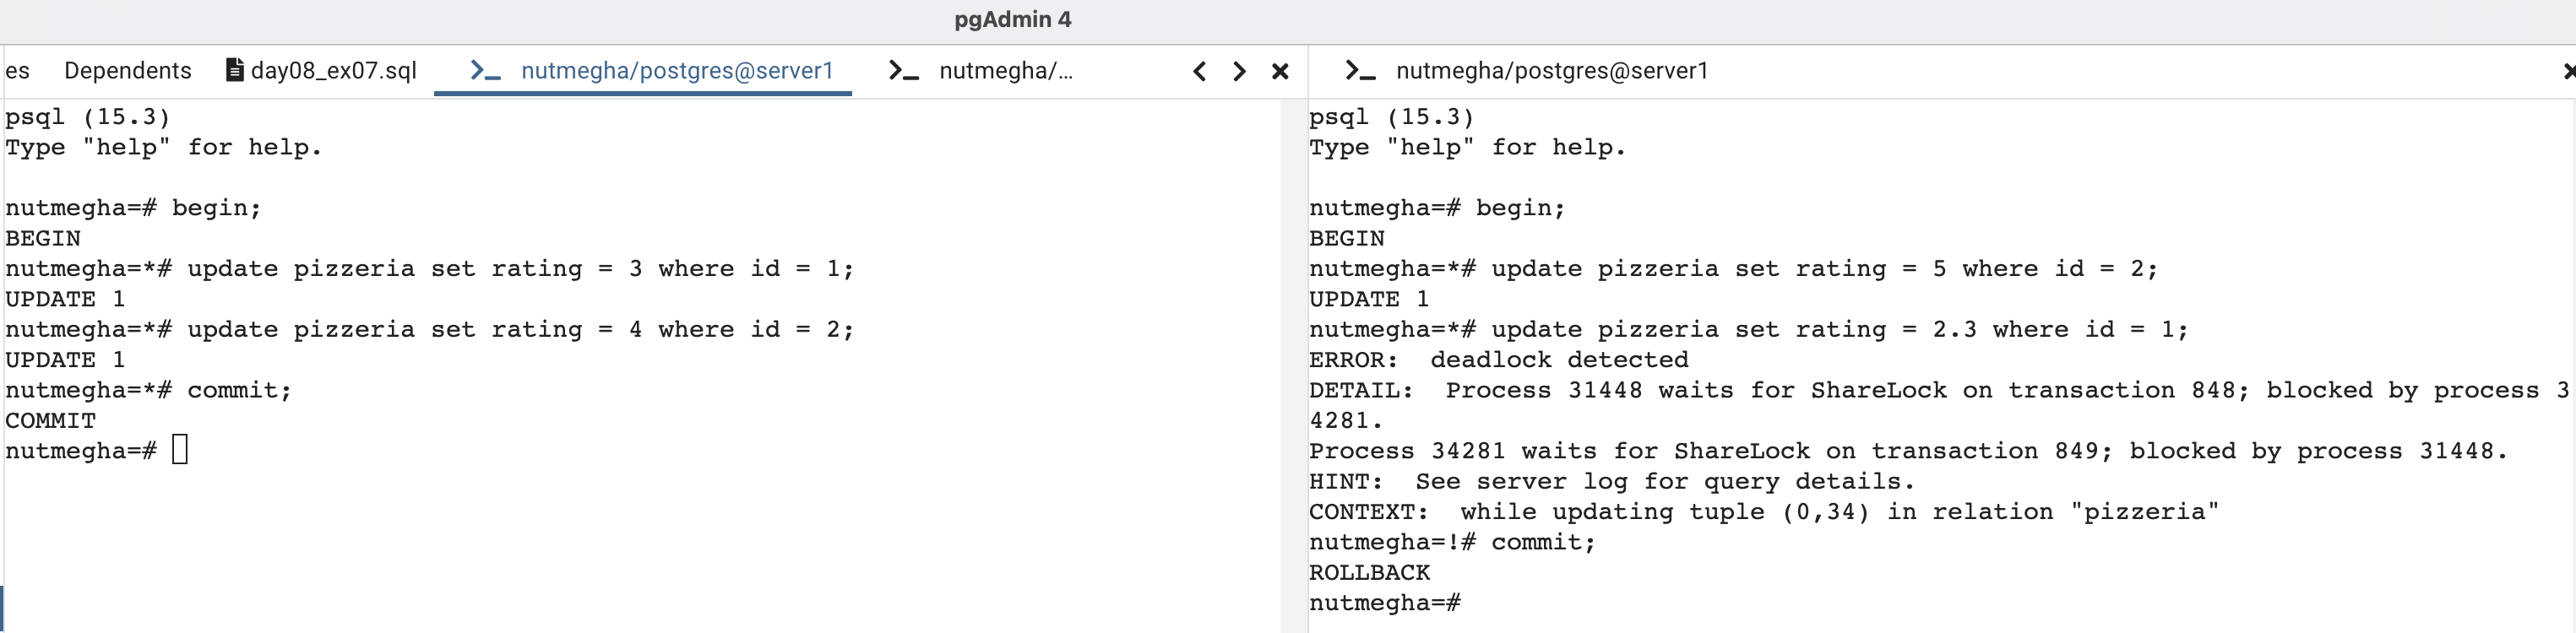 pgAdmin 4
es Dependents day08_ex07.sql >_ nutmegha/postgres@server1 >_ nutmegha/...
psql (15.3)
Type "help" for help.
nutmegha=# begin;
BEGIN
nutmegha=*# update pizzeria set rating = 3 where id = 1;
UPDATE 1
nutmegha=*# update pizzeria set rating = 4 where id = 2;
UPDATE 1
nutmegha=*# commit;
COMMIT
nutmegha=#
>_ nutmegha/postgres@server1
psql (15.3)
Type "help" for help.
nutmegha=# begin;
BEGIN
nutmegha=*# update pizzeria set rating = 5 where id = 2;
UPDATE 1
nutmegha=*# update pizzeria set rating = 2.3 where id = 1;
ERROR:  deadlock detected
DETAIL:  Process 31448 waits for ShareLock on transaction 848; blocked by process 3
4281.
Process 34281 waits for ShareLock on transaction 849; blocked by process 31448.
HINT:  See server log for query details.
CONTEXT:  while updating tuple (0,34) in relation "pizzeria"
nutmegha=!# commit;
ROLLBACK
nutmegha=#